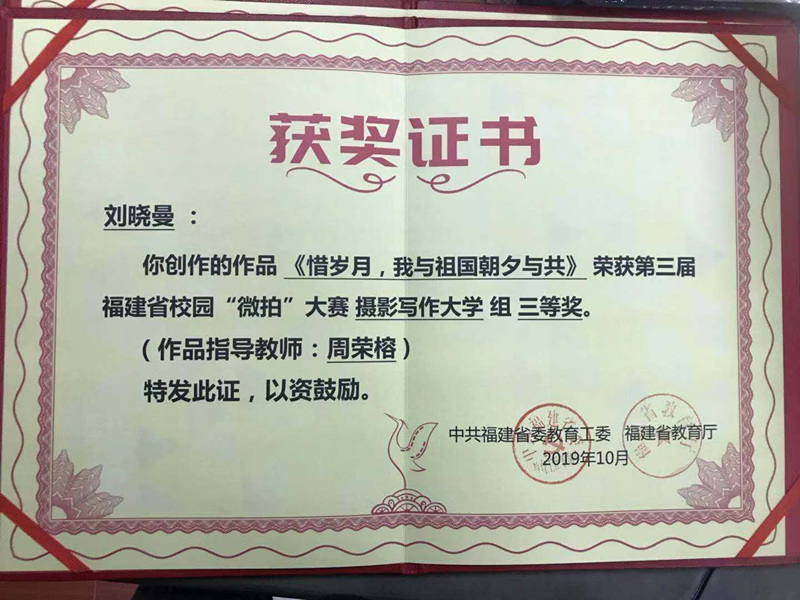 获奖证书
刘晓曼：
你创作的作品《惜岁月，我与祖国朝夕与共》荣获第三届
福建省校园“微拍”大赛 摄影写作大学 组 三等奖。
（作品指导教师：周荣榕）
特发此证，以资鼓励。
中共福建省委教育工委 福建省教育厅
2019年10月